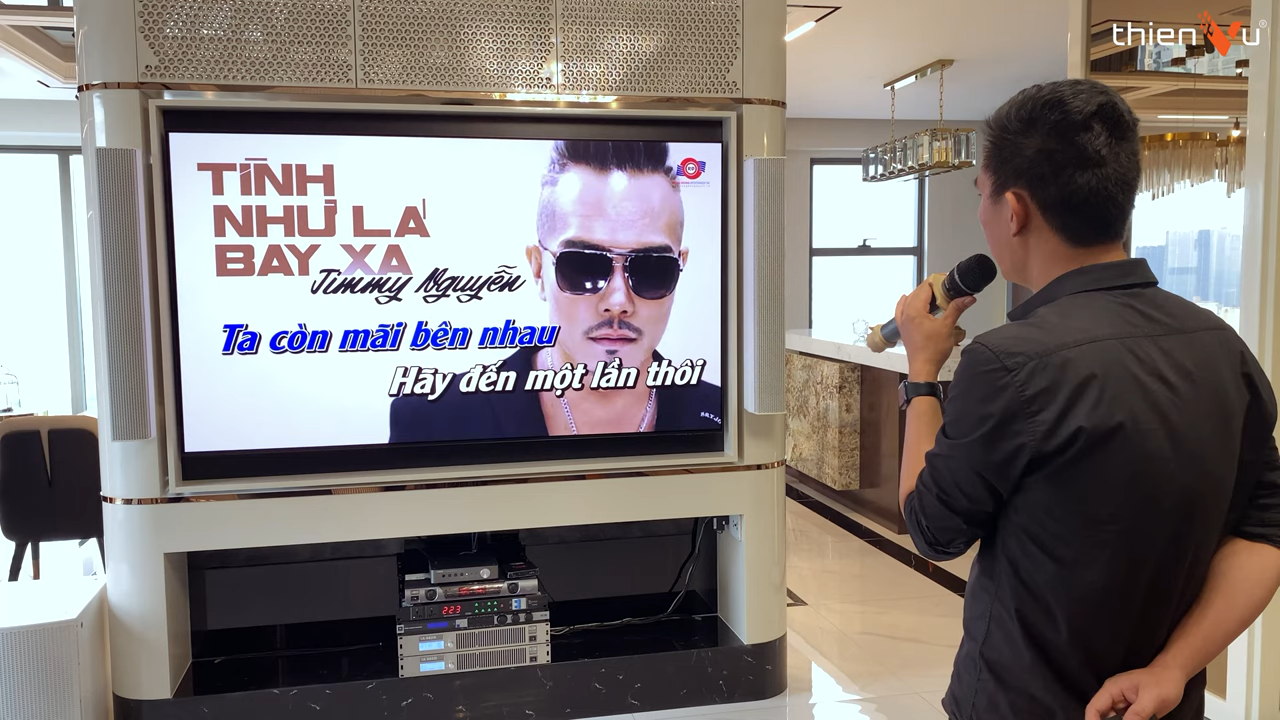 thienVu®
TÌNH
NHƯ LÁ
BAY XA
Jimmy Nguyễn
Ta còn mãi bên nhau
Hãy đến một lần thôi
223